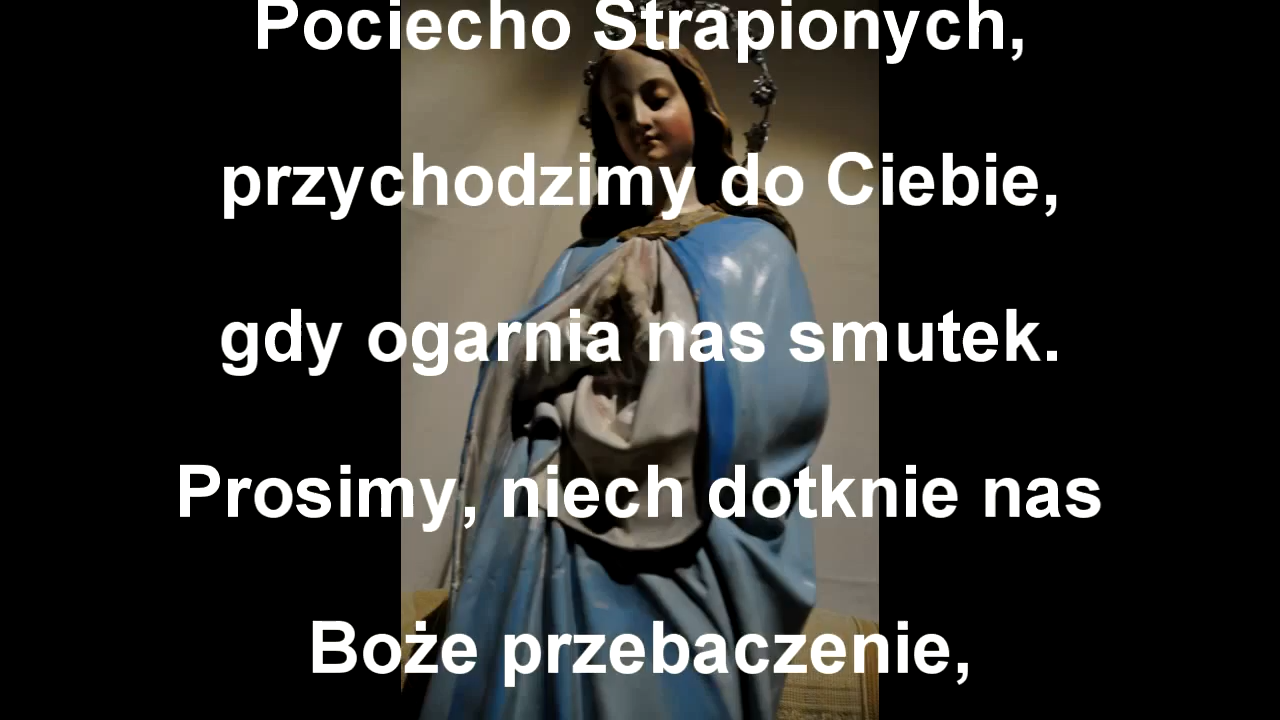 Pociecho Strapionych,
przychodzimy do Ciebie,
gdy ogarnia nas smutek.
Prosimy, niech dotknie nas
Boże przebaczenie,